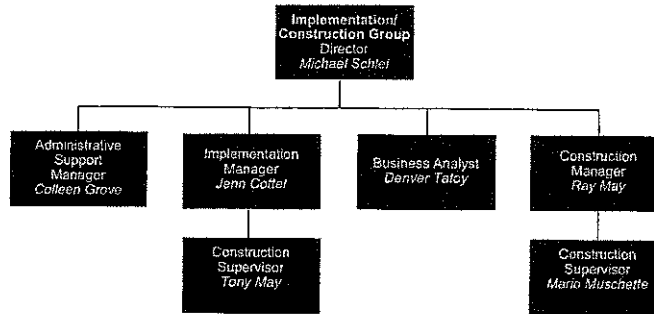 Implementation/
Construction Group
Director
Michael Schlei
Administrative
Support
Manager
Colleen Grove
Implementation
Manager
Jenn Cottel
Business Analyst
Denver Tatoy
Construction
Manager
Ray May
Construction
Supervisor
Tony May
Construction
Supervisor
Mario Muschette